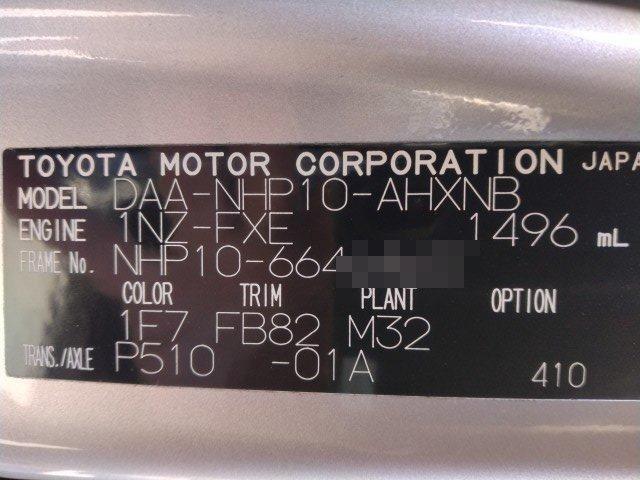 TOYOTA MOTOR CORPORATION JAPA
MODEL DAA-NHP10-AHXNB
ENGINE 1NZ-FXE 1496 mL
FRAME No. NHP10-664
COLOR TRIM PLANT OPTION
1F7 FB82 M32
TRANS./AXLE P510 -01A 410